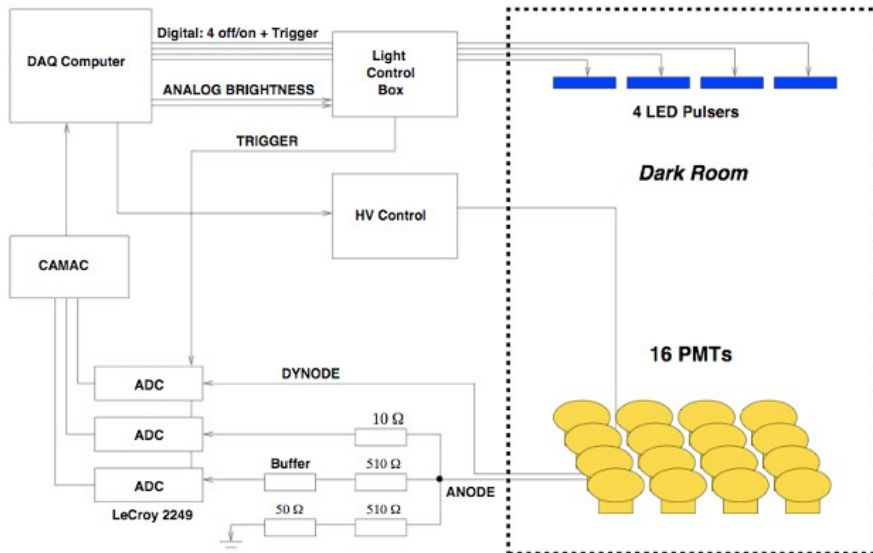 Digital: 4 off/on + Trigger
DAQ Computer
Light
Control
Box
ANALOG BRIGHTNESS
4 LED Pulsers
TRIGGER
Dark Room
HV Control
CAMAC
16 PMTs
ADC
DYNODE
10 Ω
ADC
Buffer
510 Ω
ADC
ANODE
LeCroy 2249
50 Ω
510 Ω